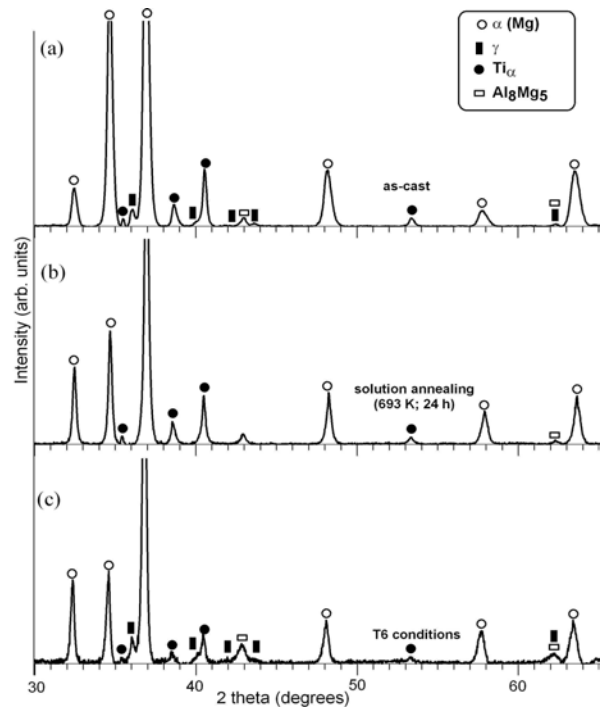 (a)
α (Mg)
γ
Tiα
Al8Mg5
as-cast
(b)
solution annealing
(693 K; 24 h)
Intensity (arb. units)
(c)
T6 conditions
30 40 50 60
2 theta (degrees)